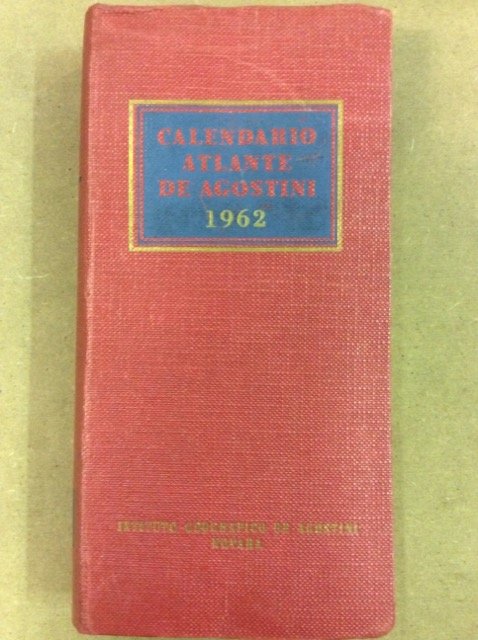 CALENDARIO
ATLANTE
DE AGOSTINI
1962
ISTITUTO GEOGRAFICO DE AGOSTINI
NOVARA